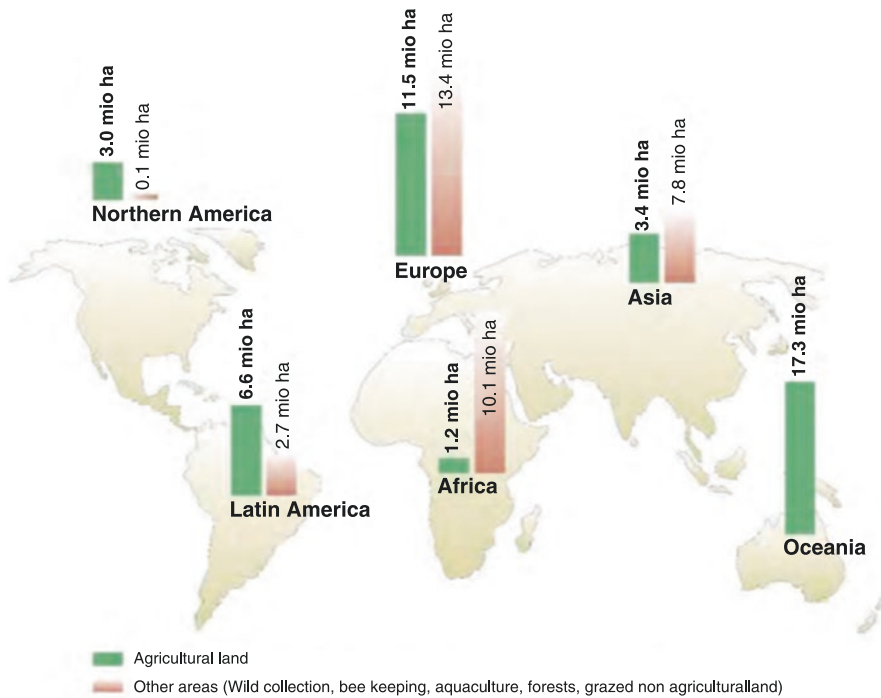 3.0 mio ha
0.1 mio ha
Northern America
11.5 mio ha
13.4 mio ha
Europe
3.4 mio ha
7.8 mio ha
Asia
6.6 mio ha
2.7 mio ha
Latin America
1.2 mio ha
10.1 mio ha
Africa
17.3 mio ha
Oceania
Agricultural land
Other areas (Wild collection, bee keeping, aquaculture, forests, grazed non agriculturalland)